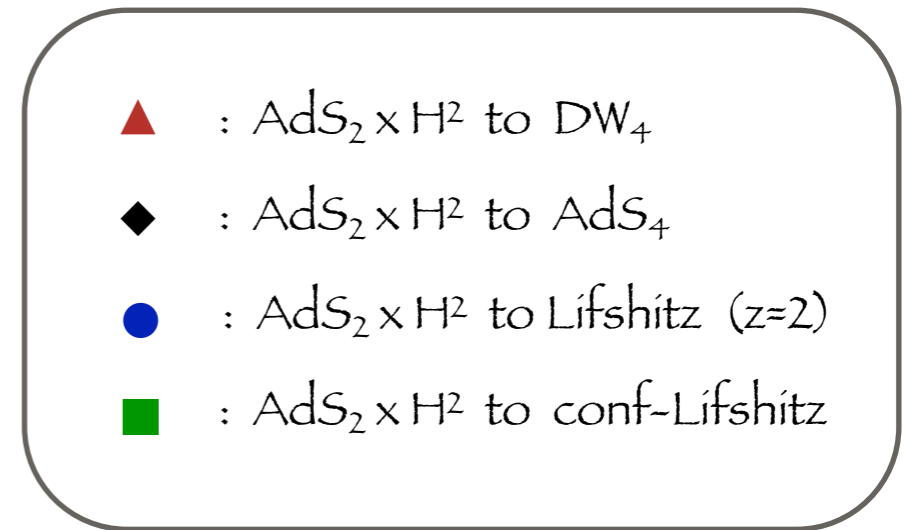 : AdS₂ x H² to DW₄
: AdS₂ x H² to AdS₄
: AdS₂ x H² to Lifshitz (z=2)
: AdS₂ x H² to conf-Lifshitz